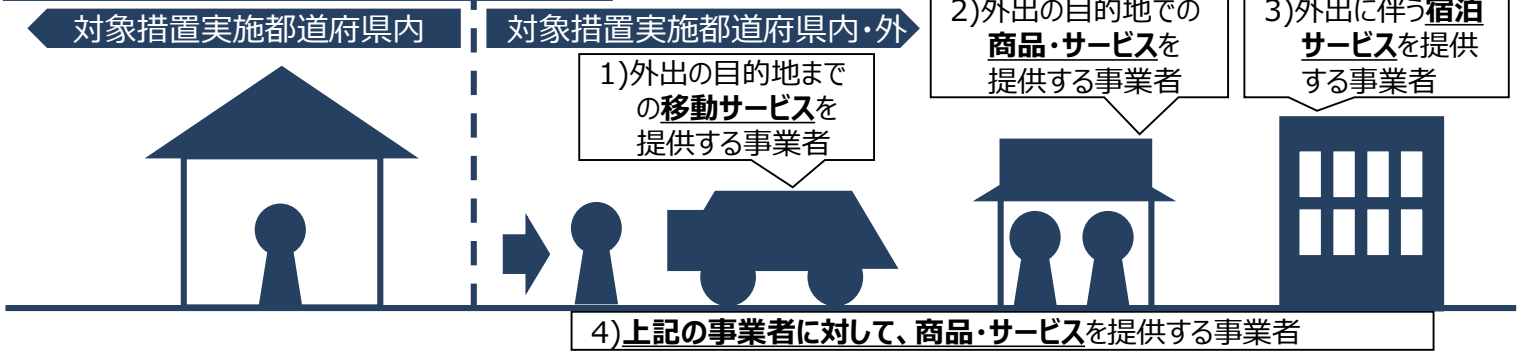 対象措置実施都道府県内
対象措置実施都道府県内・外
1)外出の目的地まで
の移動サービスを
提供する事業者
2)外出の目的地での
商品・サービスを
提供する事業者
3)外出に伴う宿泊
サービスを提供
する事業者
4)上記の事業者に対して、商品・サービスを提供する事業者